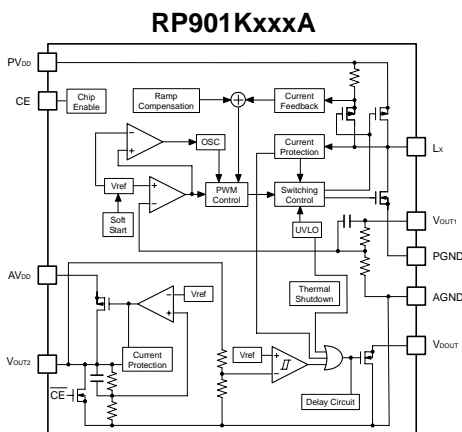 RP901KxxxA
PVDD
CE
Chip Enable
Ramp Compensation
+
Current Feedback
−
+
OSC
Current Protection
LX
Vref
+
−
PWM Control
Switching Control
Soft Start
UVLO
VOUT1
PGND
AVDD
Vref
−
+
Thermal Shutdown
AGND
VOUT2
Current Protection
Vref
+
−
VDOUT
CE
Delay Circuit